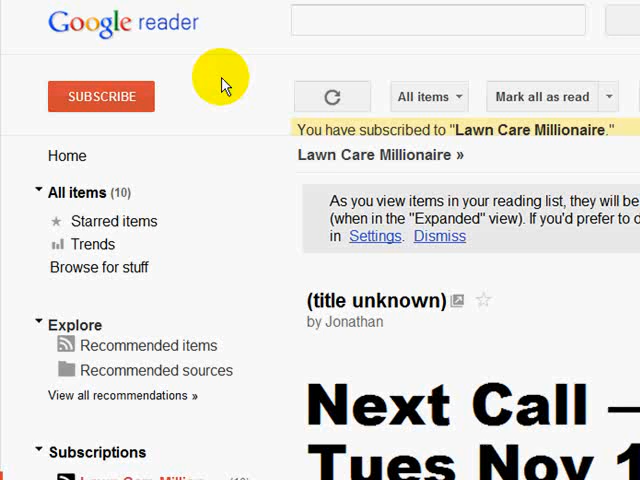 Google reader
SUBSCRIBE
All items
Mark all as read
You have subscribed to "Lawn Care Millionaire."
Home
Lawn Care Millionaire »
All items (10)
As you view items in your reading list, they will be
(when in the "Expanded" view). If you'd prefer to
in Settings. Dismiss
Starred items
Trends
Browse for stuff
(title unknown)
by Jonathan
Explore
Recommended items
Recommended sources
View all recommendations »
Next Call –
Tues Nov 1
Subscriptions